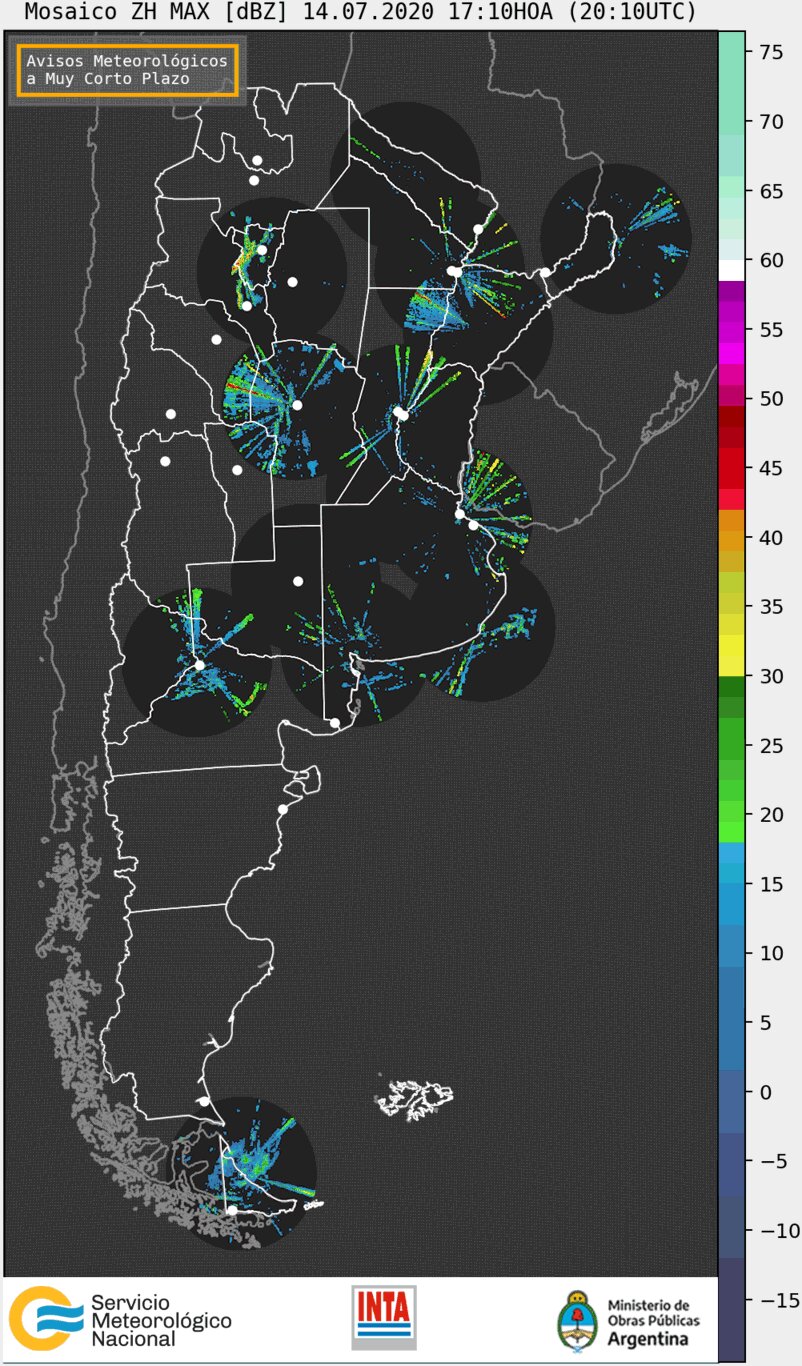 Mosaico ZH MAX [dBZ] 14.07.2020 17:10HOA (20:10UTC)
Avisos Meteorológicos
a Muy Corto Plazo
75
70
65
60
55
50
45
40
35
30
25
20
15
10
5
0
−5
−10
−15
Servicio
Meteorológico
Nacional
INTA
Ministerio de
Obras Públicas
Argentina